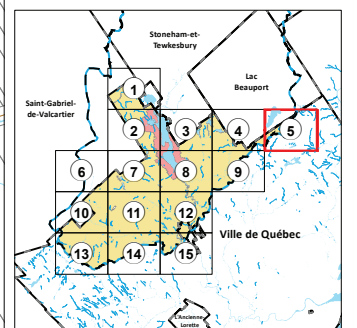 Stoneham-et-
Tewkesbury
Lac
Beauport
Saint-Gabriel-
de-Valcartier
1
2
3
4
5
6
7
8
9
10
11
12
Ville de Québec
13
14
15
L'Ancienne
Lorette